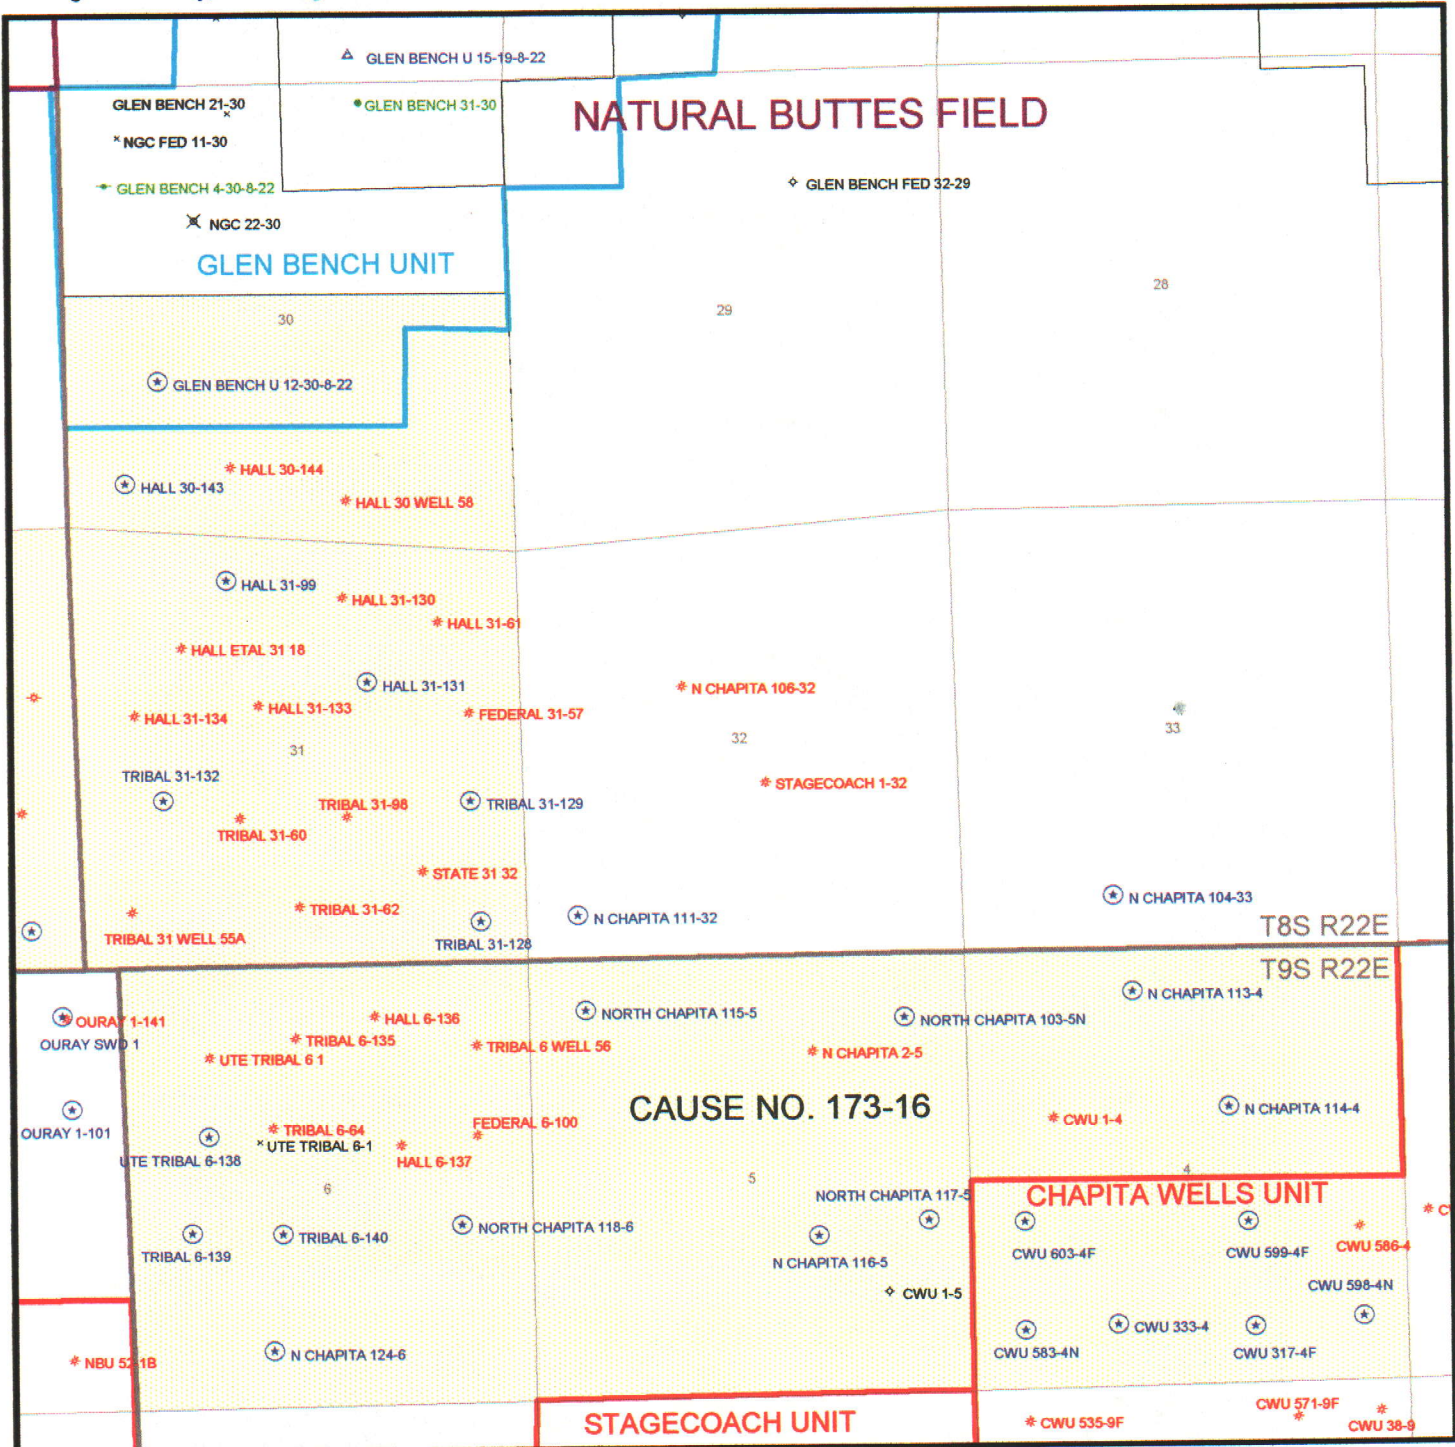 GLEN BENCH U 15-19-8-22
GLEN BENCH 21-30
GLEN BENCH 31-30
NATURAL BUTTES FIELD
NGC FED 11-30
GLEN BENCH 4-30-8-22
GLEN BENCH FED 32-29
NGC 22-30
GLEN BENCH UNIT
28
29
30
GLEN BENCH U 12-30-8-22
HALL 30-144
HALL 30-143
HALL 30 WELL 58
HALL 31-99
HALL 31-130
HALL 31-61
HALL ETAL 31 18
HALL 31-131
N CHAPITA 106-32
HALL 31-133
HALL 31-134
FEDERAL 31-57
33
32
31
TRIBAL 31-132
STAGECOACH 1-32
TRIBAL 31-98
TRIBAL 31-129
TRIBAL 31-60
STATE 31 32
N CHAPITA 104-33
TRIBAL 31-62
N CHAPITA 111-32
T8S R22E
TRIBAL 31 WELL 55A
TRIBAL 31-128
T9S R22E
N CHAPITA 113-4
NORTH CHAPITA 115-5
HALL 6-136
NORTH CHAPITA 103-5N
OURAY 1-141
OURAY SWD 1
TRIBAL 6-135
TRIBAL 6 WELL 56
N CHAPITA 2-5
UTE TRIBAL 6 1
CAUSE NO. 173-16
N CHAPITA 114-4
CWU 1-4
FEDERAL 6-100
TRIBAL 6-64
OURAY 1-101
UTE TRIBAL 6-1
UTE TRIBAL 6-138
HALL 6-137
4
5
6
CHAPITA WELLS UNIT
NORTH CHAPITA 117-5
C
NORTH CHAPITA 118-6
TRIBAL 6-140
TRIBAL 6-139
N CHAPITA 116-5
CWU 603-4F
CWU 599-4F
CWU 586-4
CWU 598-4N
CWU 1-5
CWU 333-4
CWU 583-4N
CWU 317-4F
N CHAPITA 124-6
NBU 52-1B
CWU 571-9F
STAGECOACH UNIT
CWU 535-9F
CWU 38-9